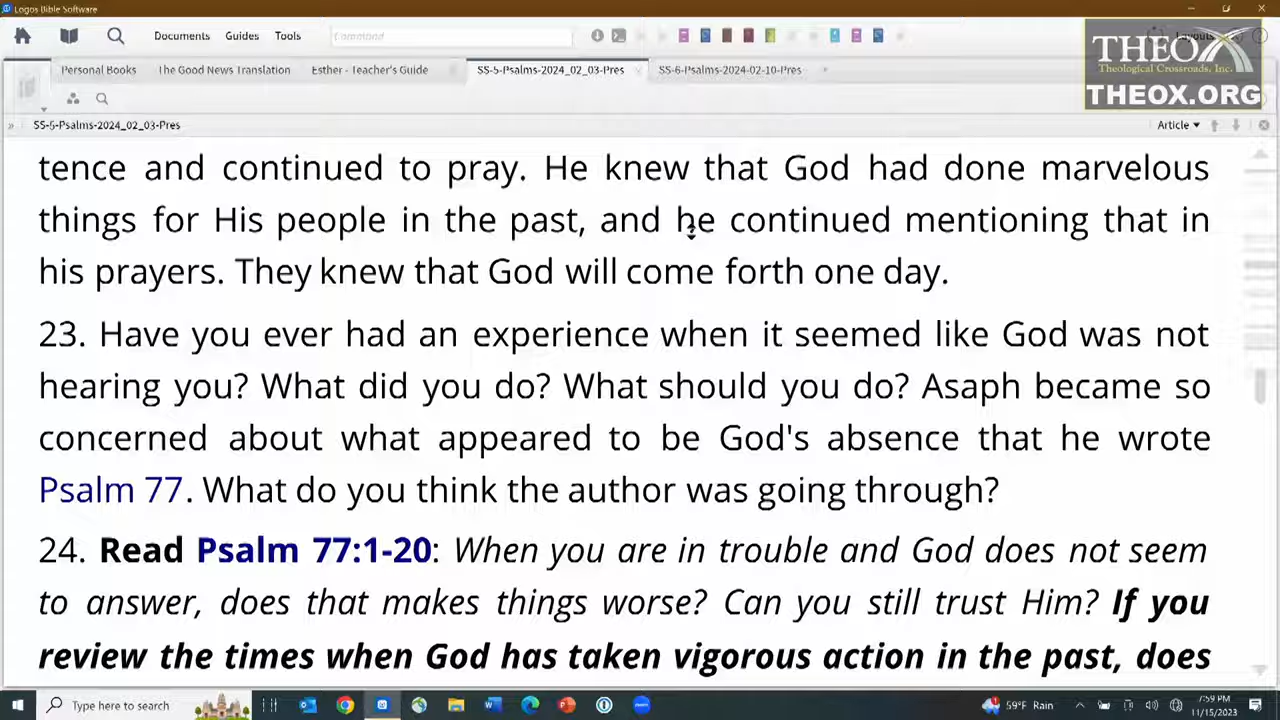 Logos Bible Software
Documents Guides Tools Command
THEOX
Theological Crossroads, Inc.
THEOX.ORG
Personal Books The Good News Translation Esther - Teacher's Guide SS-5-Psalms-2024_02_03-Pres SS-6-Psalms-2024-02-10-Pres
SS-5-Psalms-2024_02_03-Pres Article
tence and continued to pray. He knew that God had done marvelous
things for His people in the past, and he continued mentioning that in
his prayers. They knew that God will come forth one day.
23. Have you ever had an experience when it seemed like God was not
hearing you? What did you do? What should you do? Asaph became so
concerned about what appeared to be God's absence that he wrote
Psalm 77. What do you think the author was going through?
24. Read Psalm 77:1-20: When you are in trouble and God does not seem
to answer, does that makes things worse? Can you still trust Him? If you
review the times when God has taken vigorous action in the past, does
Type here to search 59°F Rain 7:59 PM
11/15/2023